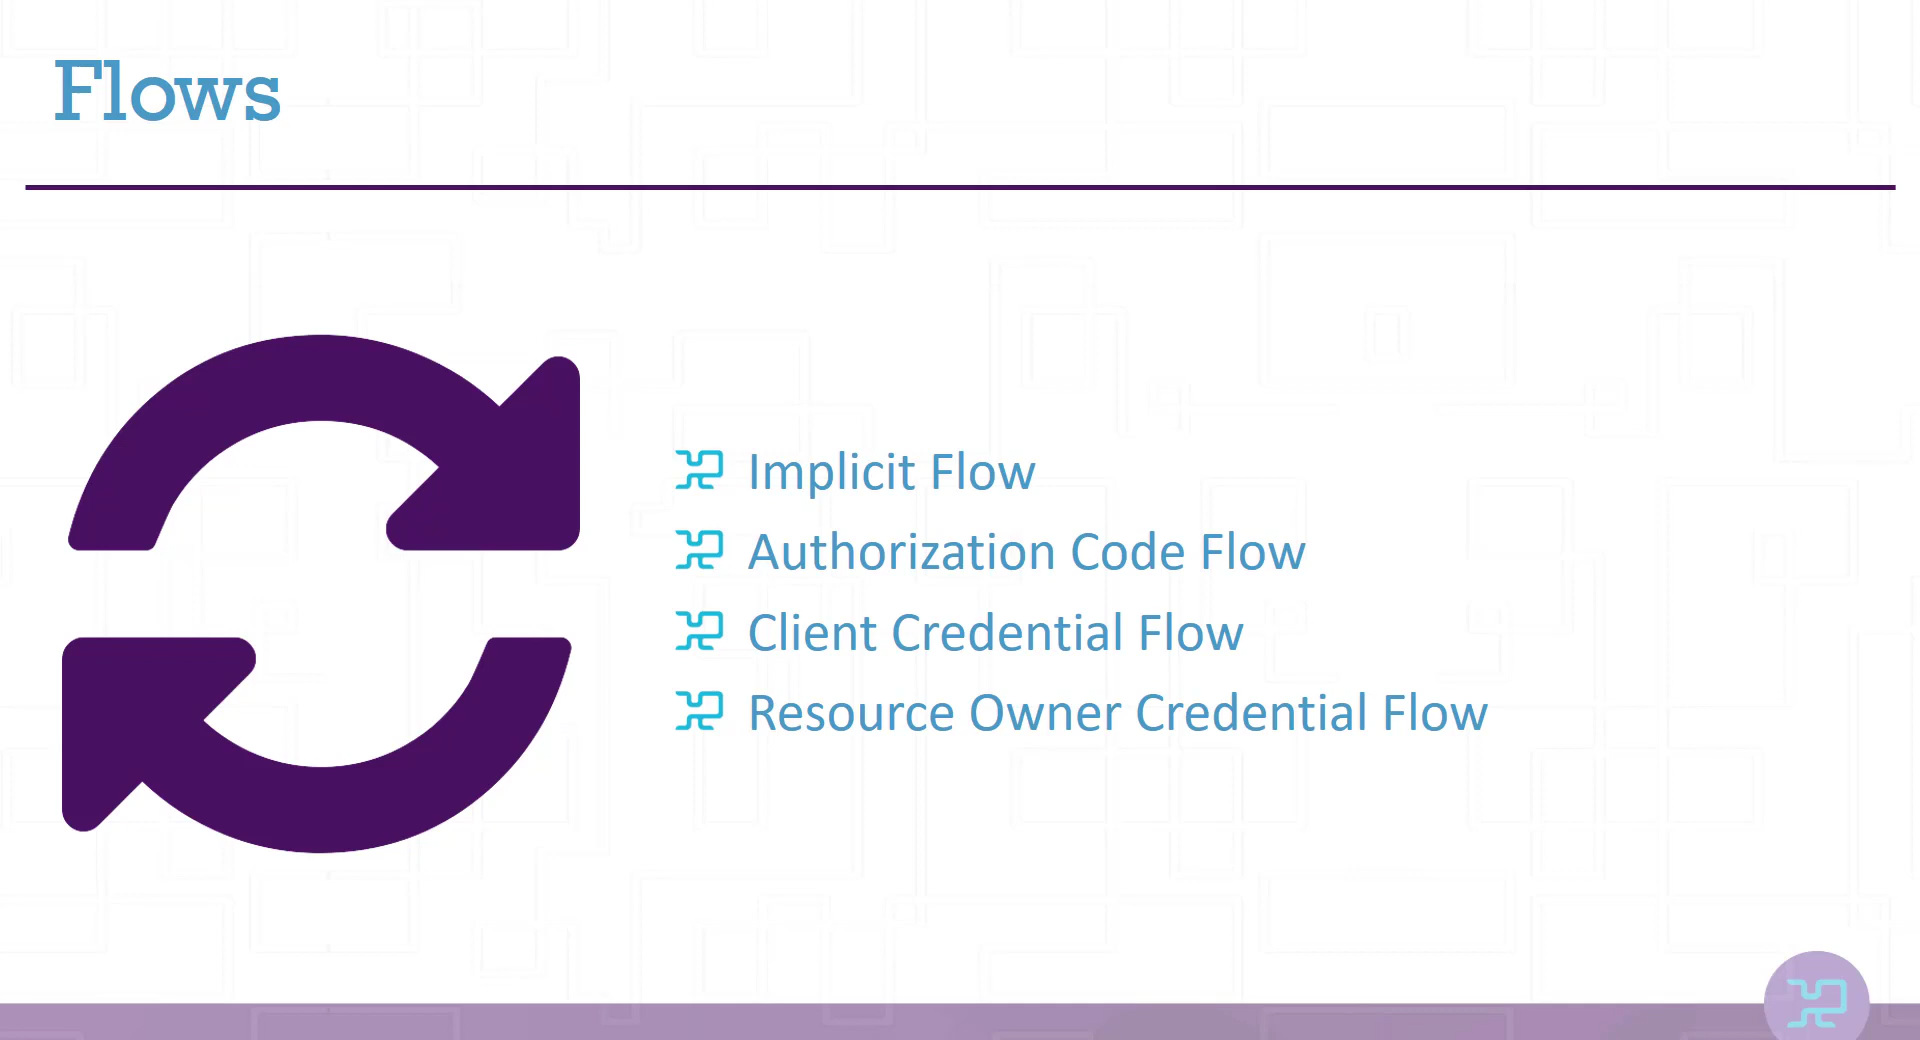 Flows
Implicit Flow
Authorization Code Flow
Client Credential Flow
Resource Owner Credential Flow